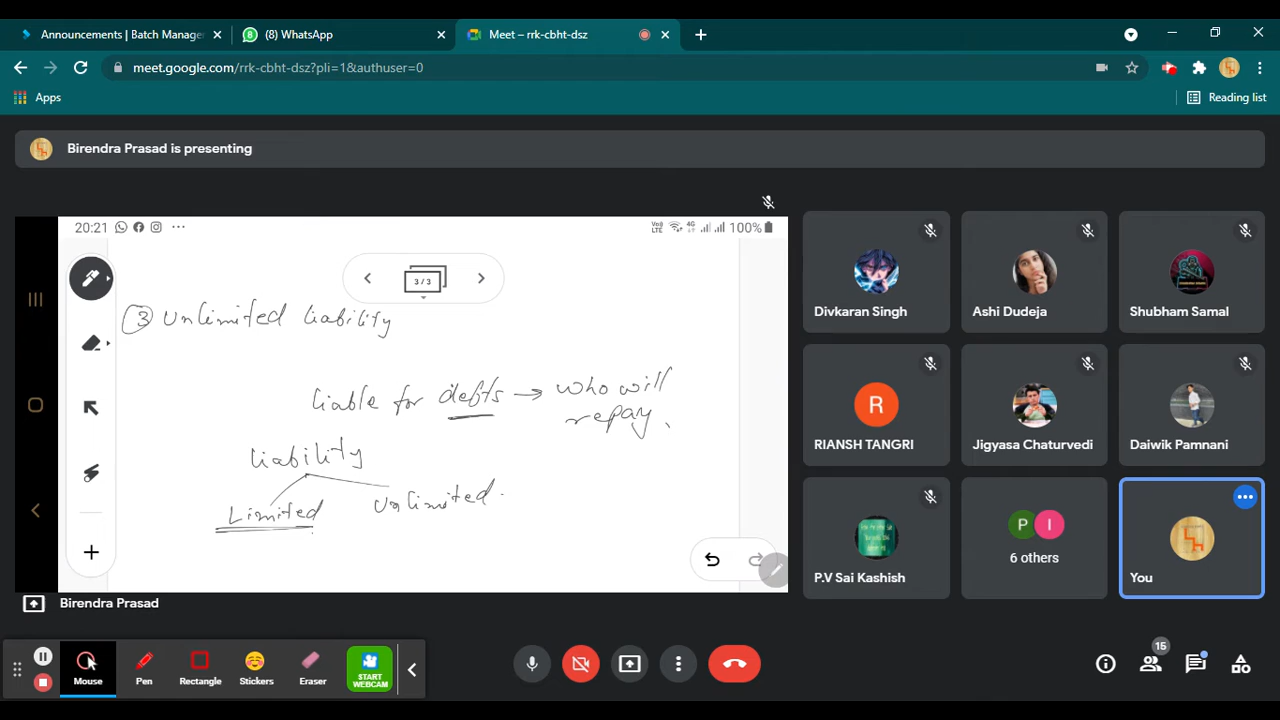 Announcements | Batch Manage
(8) WhatsApp
Meet – rrk-cbht-dsz
meet.google.com/rrk-cbht-dsz?pli=1&authuser=0
Apps
Reading list
Birendra Prasad is presenting
20:21
VoD LTE 4G 100%
3 / 3
③ Unlimited liability
liable for debts → who will
repay.
liability
Limited Unlimited.
Birendra Prasad
Divkaran Singh
Ashi Dudeja
Shubham Samal
R
RIANSH TANGRI
Jigyasa Chaturvedi
Daiwik Pamnani
P.V Sai Kashish
P I
6 others
You
Mouse
Pen
Rectangle
Stickers
Eraser
START
WEBCAM
15